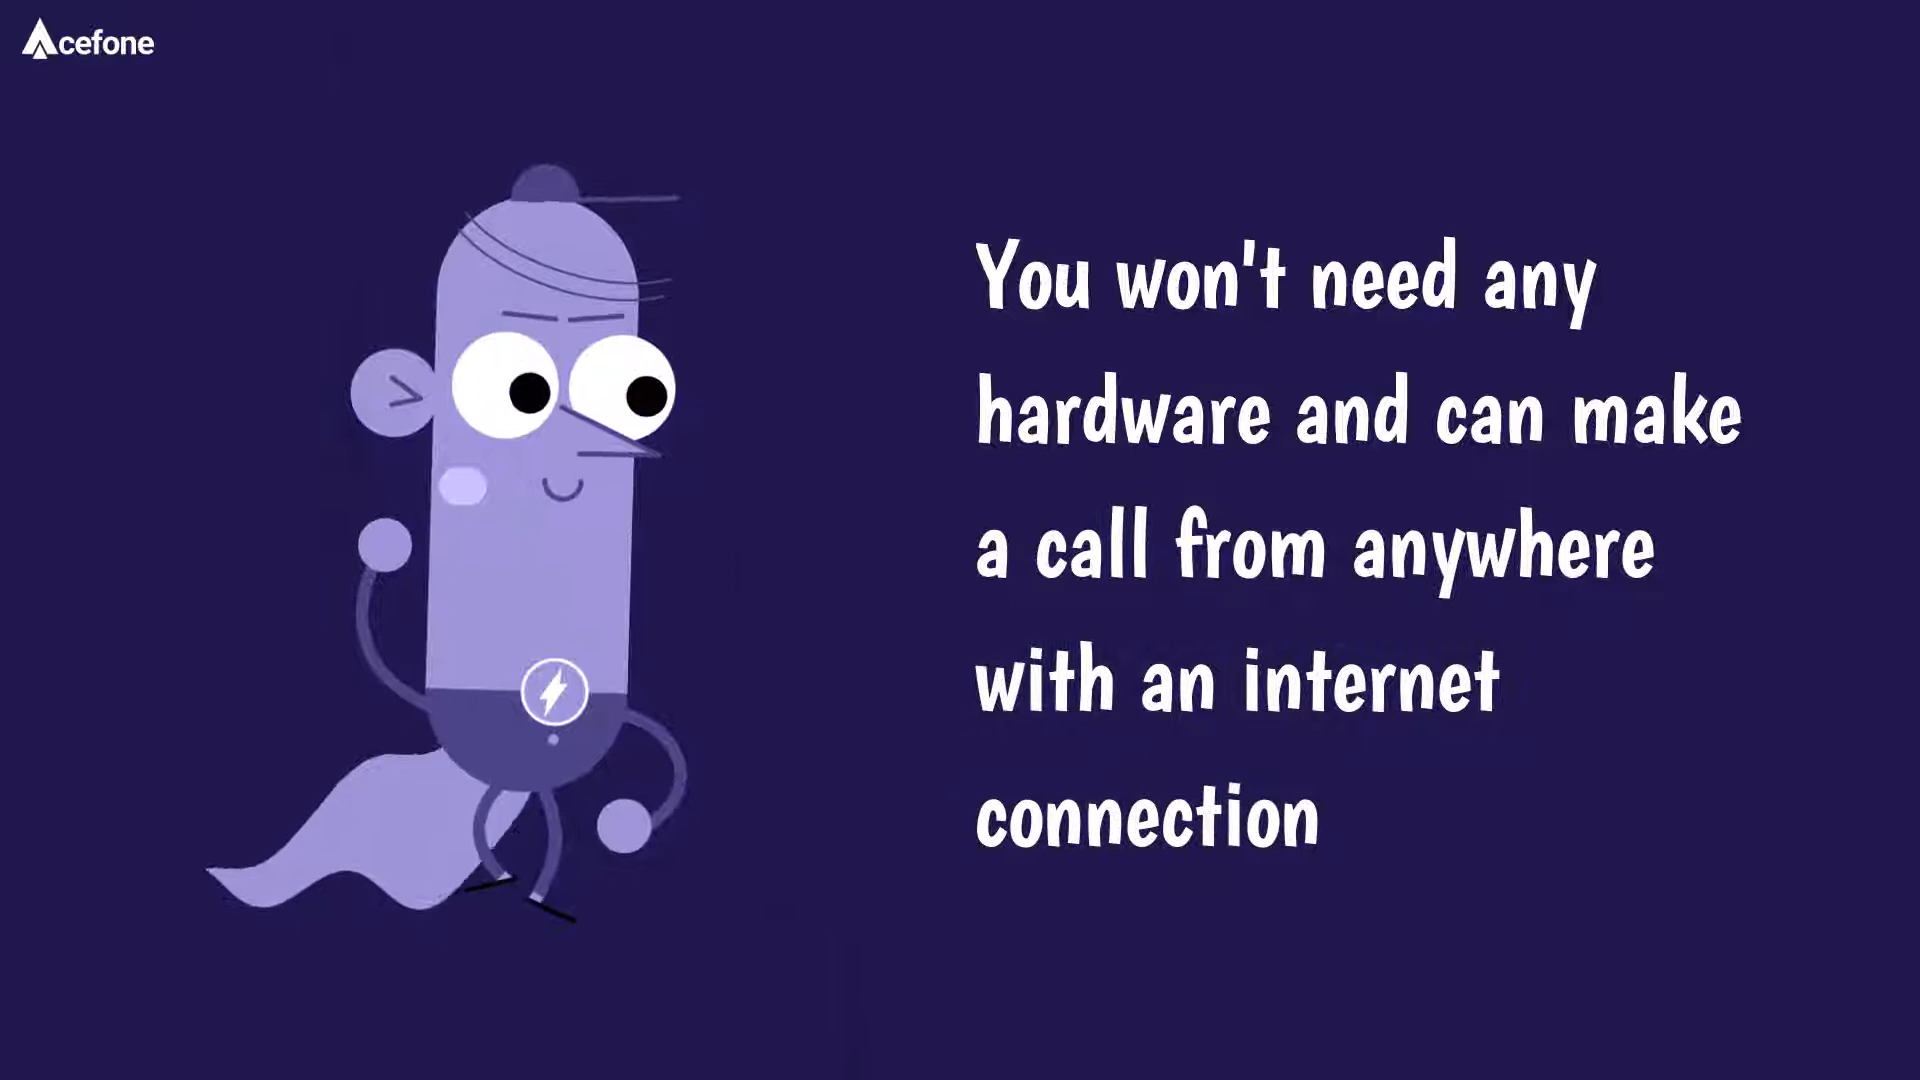 Acefone
You won't need any
hardware and can make
a call from anywhere
with an internet
connection